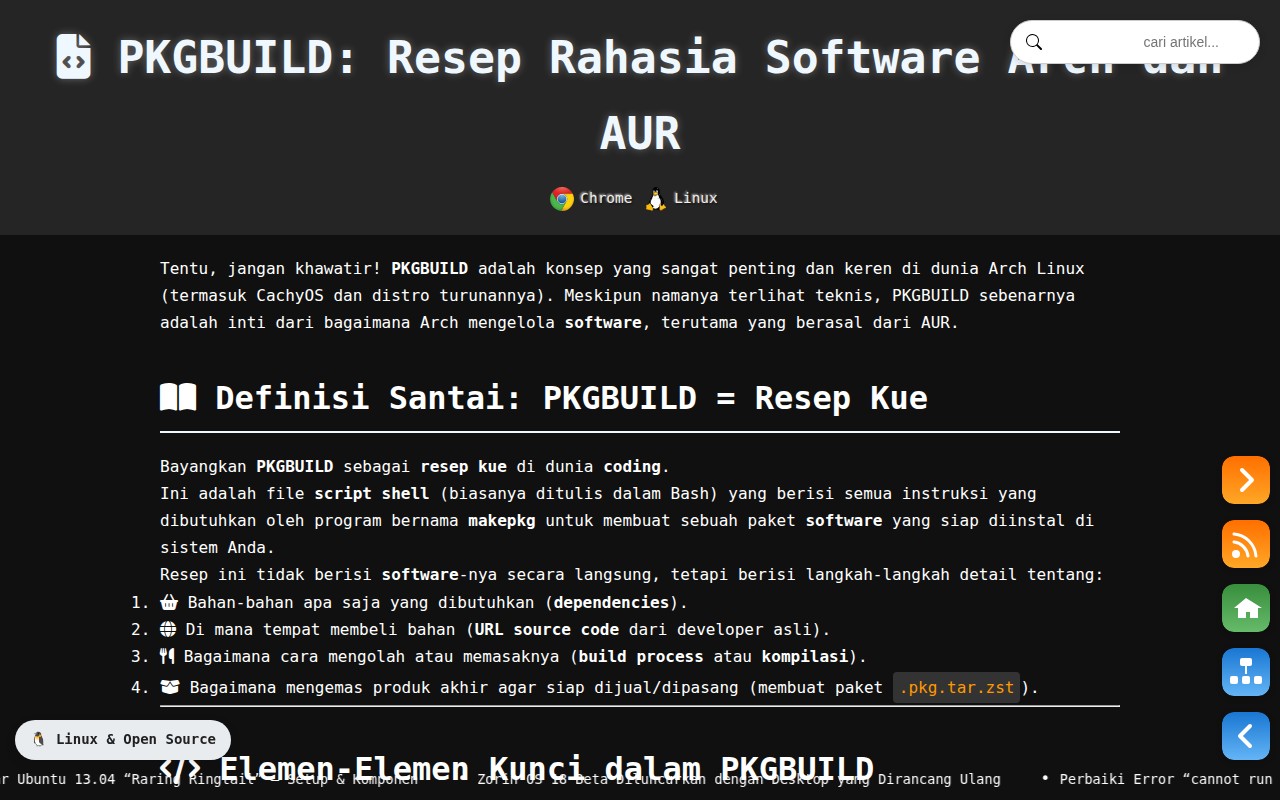 PKGBUILD: Resep Rahasia Software Arch dan
AUR
cari artikel...
Chrome Linux
Tentu, jangan khawatir! PKGBUILD adalah konsep yang sangat penting dan keren di dunia Arch Linux
(termasuk CachyOS dan distro turunannya). Meskipun namanya terlihat teknis, PKGBUILD sebenarnya
adalah inti dari bagaimana Arch mengelola software, terutama yang berasal dari AUR.
Definisi Santai: PKGBUILD = Resep Kue
Bayangkan PKGBUILD sebagai resep kue di dunia coding.
Ini adalah file script shell (biasanya ditulis dalam Bash) yang berisi semua instruksi yang
dibutuhkan oleh program bernama makepkg untuk membuat sebuah paket software yang siap diinstal di
sistem Anda.
Resep ini tidak berisi software-nya secara langsung, tetapi berisi langkah-langkah detail tentang:
1. Bahan-bahan apa saja yang dibutuhkan (dependencies).
2. Di mana tempat membeli bahan (URL source code dari developer asli).
3. Bagaimana cara mengolah atau memasaknya (build process atau kompilasi).
4. Bagaimana mengemas produk akhir agar siap dijual/dipasang (membuat paket .pkg.tar.zst).
Linux & Open Source
</> Elemen-Elemen Kunci dalam PKGBUILD
r Ubuntu 13.04 “Raring Ringtail” — Setup & Komponen • Zorin OS 18 Beta Diluncurkan dengan Desktop yang Dirancang Ulang • Perbaiki Error “cannot run